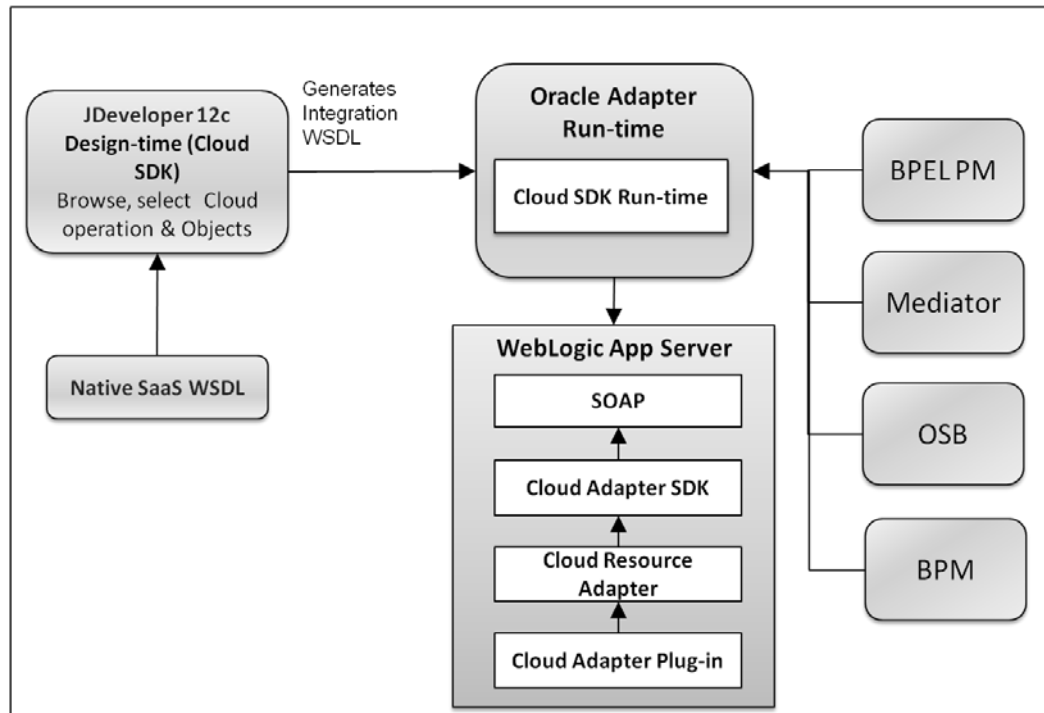 JDeveloper 12c
Design-time (Cloud
SDK)
Browse, select Cloud
operation & Objects
Native SaaS WSDL
Generates
Integration
WSDL
Oracle Adapter
Run-time
Cloud SDK Run-time
WebLogic App Server
SOAP
Cloud Adapter SDK
Cloud Resource
Adapter
Cloud Adapter Plug-in
BPEL PM
Mediator
OSB
BPM